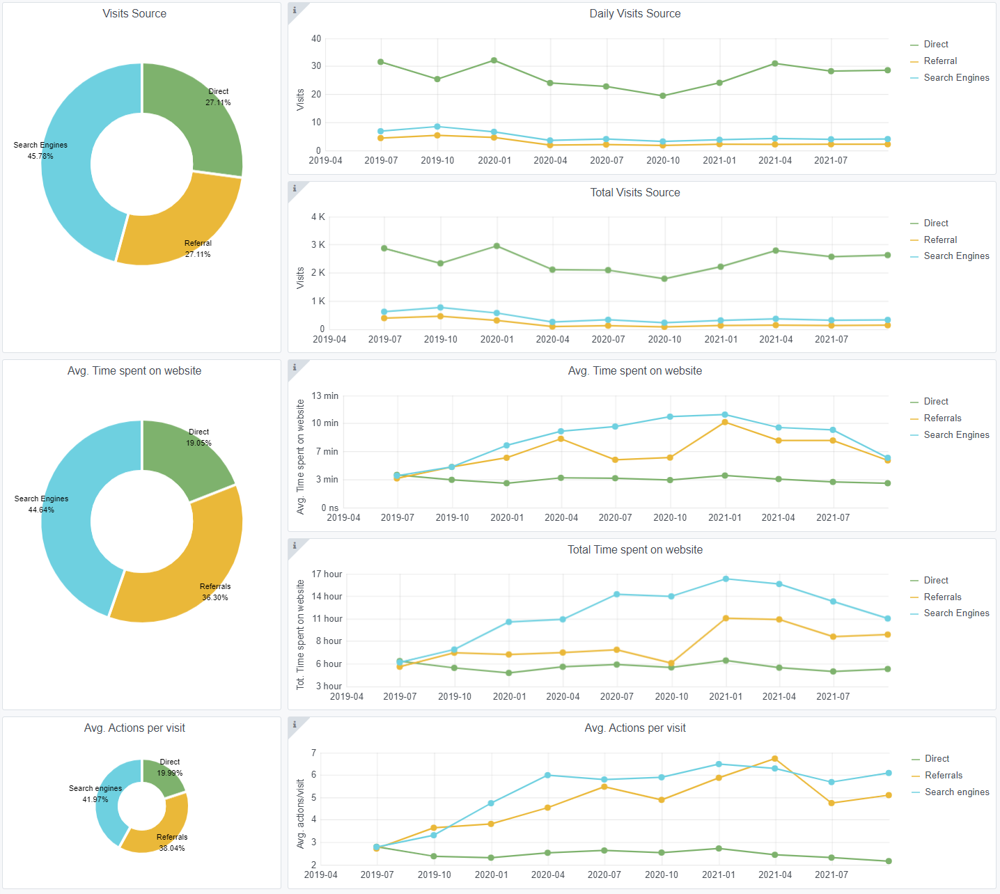 Visits Source
Direct
27.11%
Search Engines
45.78%
Referral
27.11%
i
Daily Visits Source
Visits
40
30
20
10
0
2019-04 2019-07 2019-10 2020-01 2020-04 2020-07 2020-10 2021-01 2021-04 2021-07
Direct
Referral
Search Engines
i
Total Visits Source
Visits
4 K
3 K
2 K
1 K
0
2019-04 2019-07 2019-10 2020-01 2020-04 2020-07 2020-10 2021-01 2021-04 2021-07
Direct
Referral
Search Engines
Avg. Time spent on website
Direct
19.05%
Search Engines
44.64%
Referrals
36.30%
i
Avg. Time spent on website
Avg. Time spent on website
13 min
10 min
7 min
3 min
0 ns
2019-04 2019-07 2019-10 2020-01 2020-04 2020-07 2020-10 2021-01 2021-04 2021-07
Direct
Referrals
Search Engines
i
Total Time spent on website
Tot. Time spent on website
17 hour
14 hour
11 hour
8 hour
6 hour
3 hour
2019-04 2019-07 2019-10 2020-01 2020-04 2020-07 2020-10 2021-01 2021-04 2021-07
Direct
Referrals
Search Engines
Avg. Actions per visit
Direct
19.99%
Search engines
41.97%
Referrals
38.04%
i
Avg. Actions per visit
Avg. actions/visit
7
6
5
4
3
2
2019-04 2019-07 2019-10 2020-01 2020-04 2020-07 2020-10 2021-01 2021-04 2021-07
Direct
Referrals
Search engines